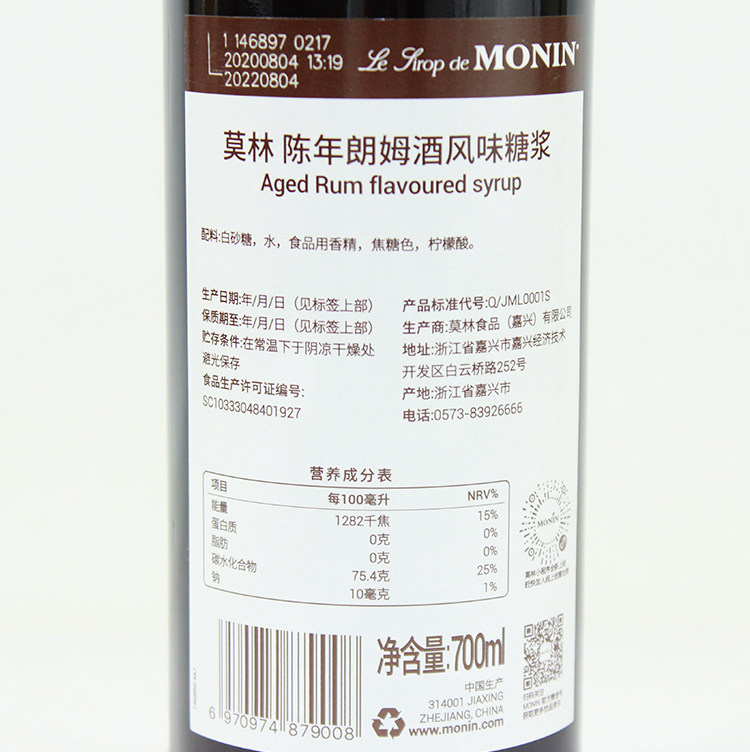 1 146897 0217
20200804 13:19
20220804
Le Sirop de MONIN
莫林 陈年朗姆酒风味糖浆
Aged Rum flavoured syrup
配料:白砂糖，水，食品用香精，焦糖色，柠檬酸。
生产日期:年/月/日（见标签上部）
保质期至:年/月/日（见标签上部）
贮存条件:在常温下于阴凉干燥处
避光保存
食品生产许可证编号:
SC10333048401927
产品标准代号:Q/JML0001S
生产商:莫林食品（嘉兴）有限公司
地址:浙江省嘉兴市嘉兴经济技术
开发区白云桥路252号
产地:浙江省嘉兴市
电话:0573-83926666
营养成分表
项目 每100毫升 NRV%
能量 1282千焦 15%
蛋白质 0克 0%
脂肪 0克 0%
碳水化合物 75.4克 25%
钠 10毫克 1%
MONIN
净含量:700ml
中国生产
314001 JIAXING
ZHEJIANG, CHINA
www.monin.com
6 970974 879008
扫码关注